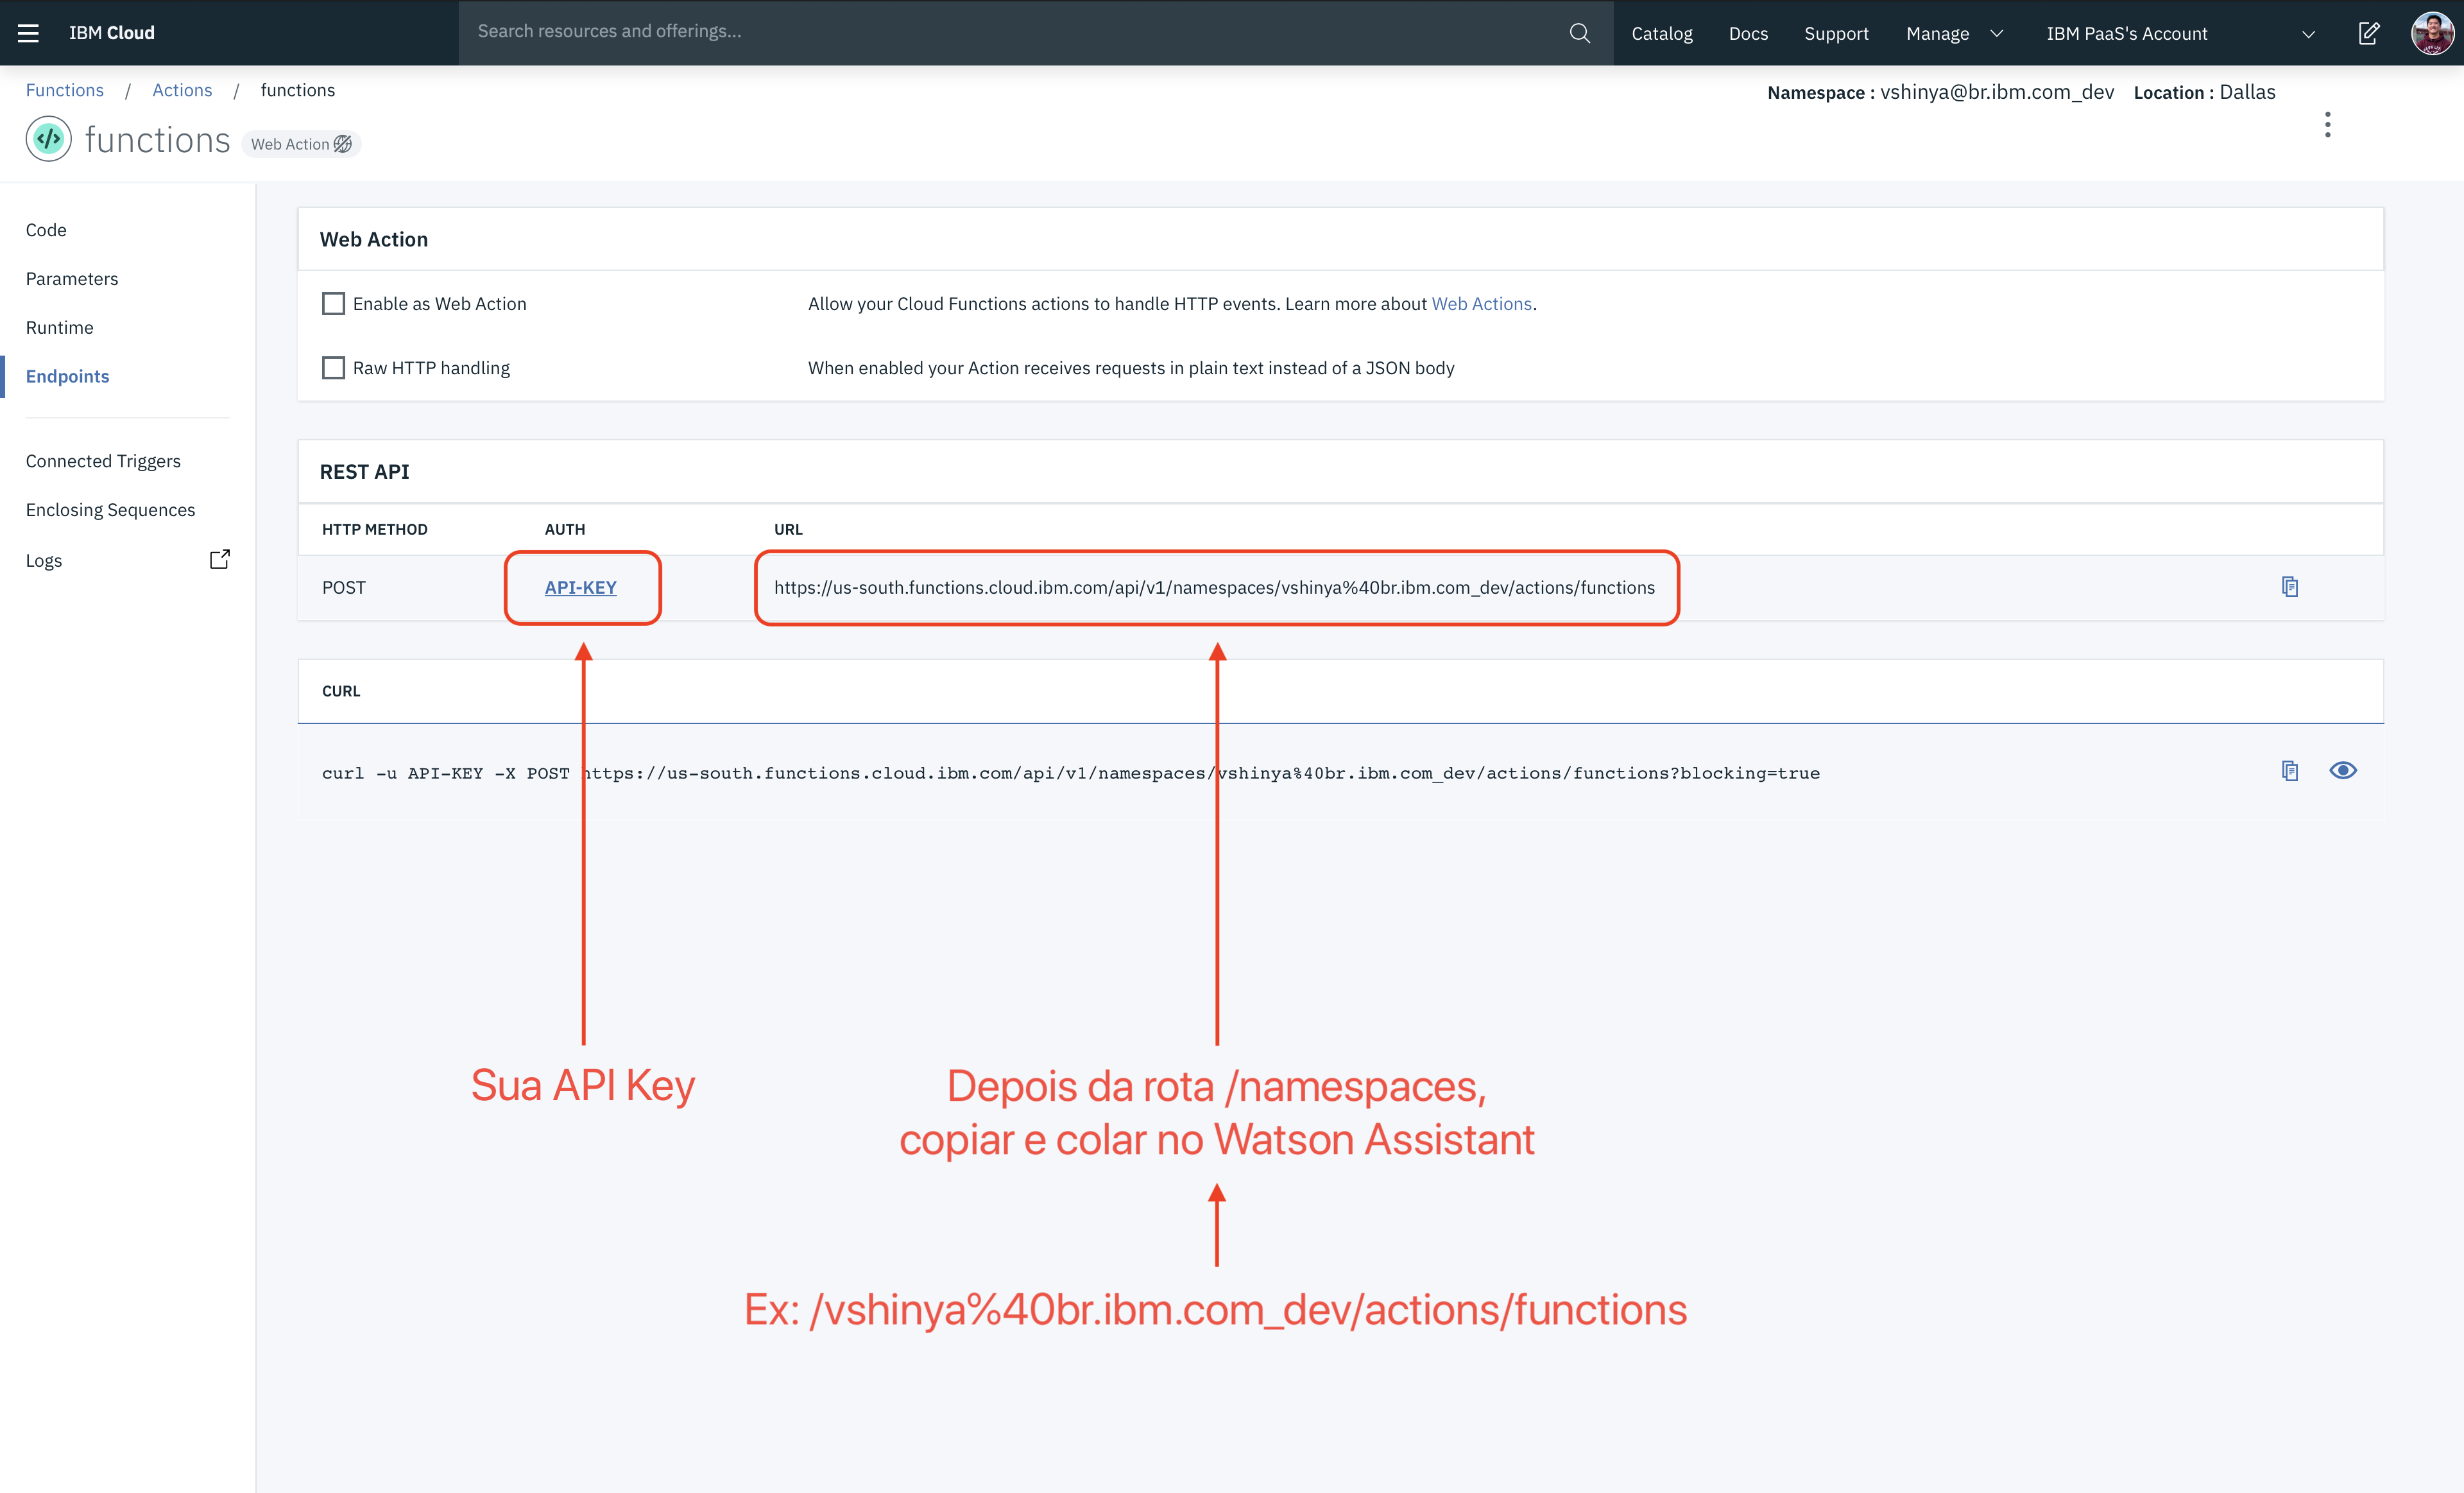 IBM Cloud
Search resources and offerings...
Catalog
Docs
Support
Manage
IBM PaaS's Account
Functions / Actions / functions
Namespace : vshinya@br.ibm.com_dev Location : Dallas
functions
Web Action
Code
Parameters
Runtime
Endpoints
Connected Triggers
Enclosing Sequences
Logs
Web Action
Enable as Web Action
Allow your Cloud Functions actions to handle HTTP events. Learn more about Web Actions.
Raw HTTP handling
When enabled your Action receives requests in plain text instead of a JSON body
REST API
HTTP METHOD
AUTH
URL
POST
API-KEY
https://us-south.functions.cloud.ibm.com/api/v1/namespaces/vshinya%40br.ibm.com_dev/actions/functions
CURL
curl -u API-KEY -X POST https://us-south.functions.cloud.ibm.com/api/v1/namespaces/vshinya%40br.ibm.com_dev/actions/functions?blocking=true
Sua API Key
Depois da rota /namespaces,
copiar e colar no Watson Assistant
Ex: /vshinya%40br.ibm.com_dev/actions/functions